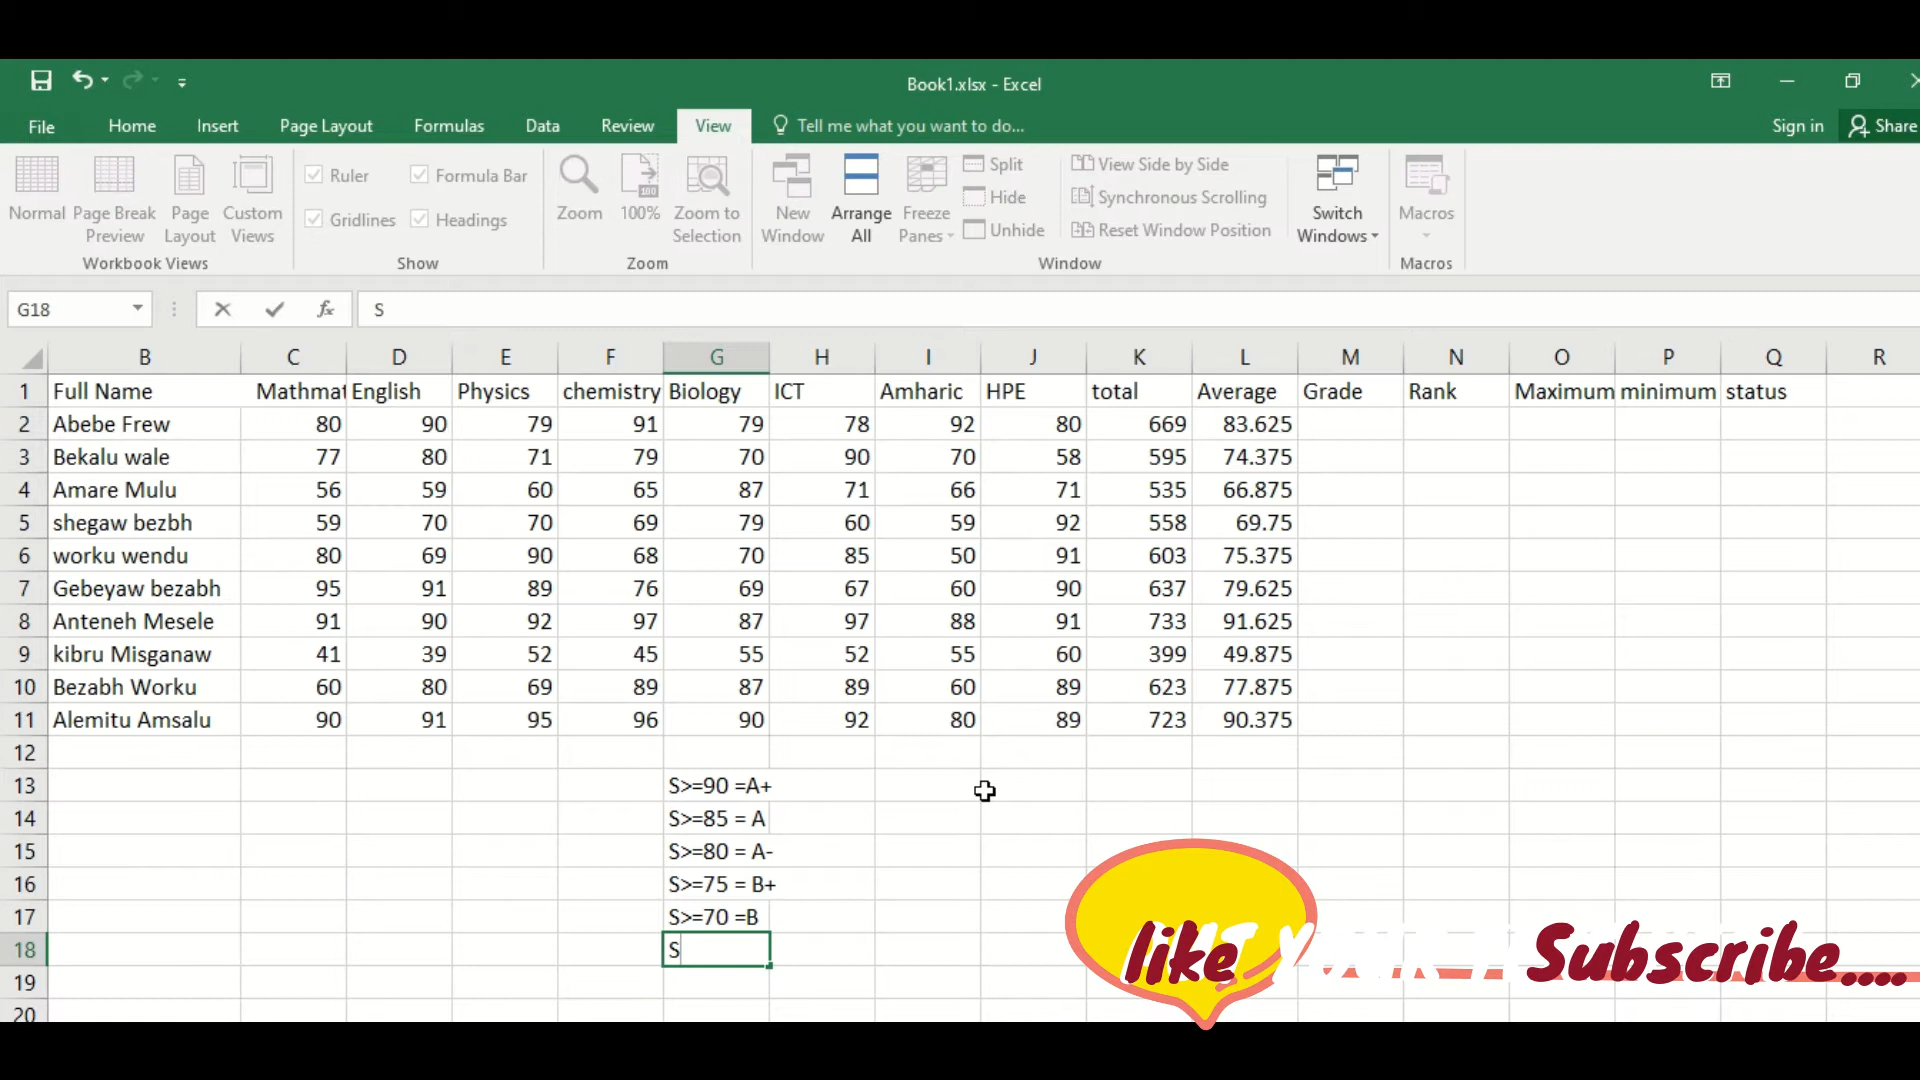 Book1.xlsx - Excel
File Home Insert Page Layout Formulas Data Review View Tell me what you want to do... Sign in Share
Normal Page Break Preview Page Layout Custom Views
Workbook Views
Ruler Formula Bar
Gridlines Headings
Show
Zoom 100% Zoom to Selection
Zoom
New Window Arrange All Freeze Panes
Split
Hide
Unhide
View Side by Side
Synchronous Scrolling
Reset Window Position
Switch Windows
Window
Macros
Macros
G18 fx S
B C D E F G H I J K L M N O P Q R
1 Full Name Mathmat English Physics chemistry Biology ICT Amharic HPE total Average Grade Rank Maximum minimum status
2 Abebe Frew 80 90 79 91 79 78 92 80 669 83.625
3 Bekalu wale 77 80 71 79 70 90 70 58 595 74.375
4 Amare Mulu 56 59 60 65 87 71 66 71 535 66.875
5 shegaw bezbh 59 70 70 69 79 60 59 92 558 69.75
6 worku wendu 80 69 90 68 70 85 50 91 603 75.375
7 Gebeyaw bezabh 95 91 89 76 69 67 60 90 637 79.625
8 Anteneh Mesele 91 90 92 97 87 97 88 91 733 91.625
9 kibru Misganaw 41 39 52 45 55 52 55 60 399 49.875
10 Bezabh Worku 60 80 69 89 87 89 60 89 623 77.875
11 Alemitu Amsalu 90 91 95 96 90 92 80 89 723 90.375
12
13 S>=90 =A+
14 S>=85 = A
15 S>=80 = A-
16 S>=75 = B+
17 S>=70 =B
18 S
19
20
like Subscribe....